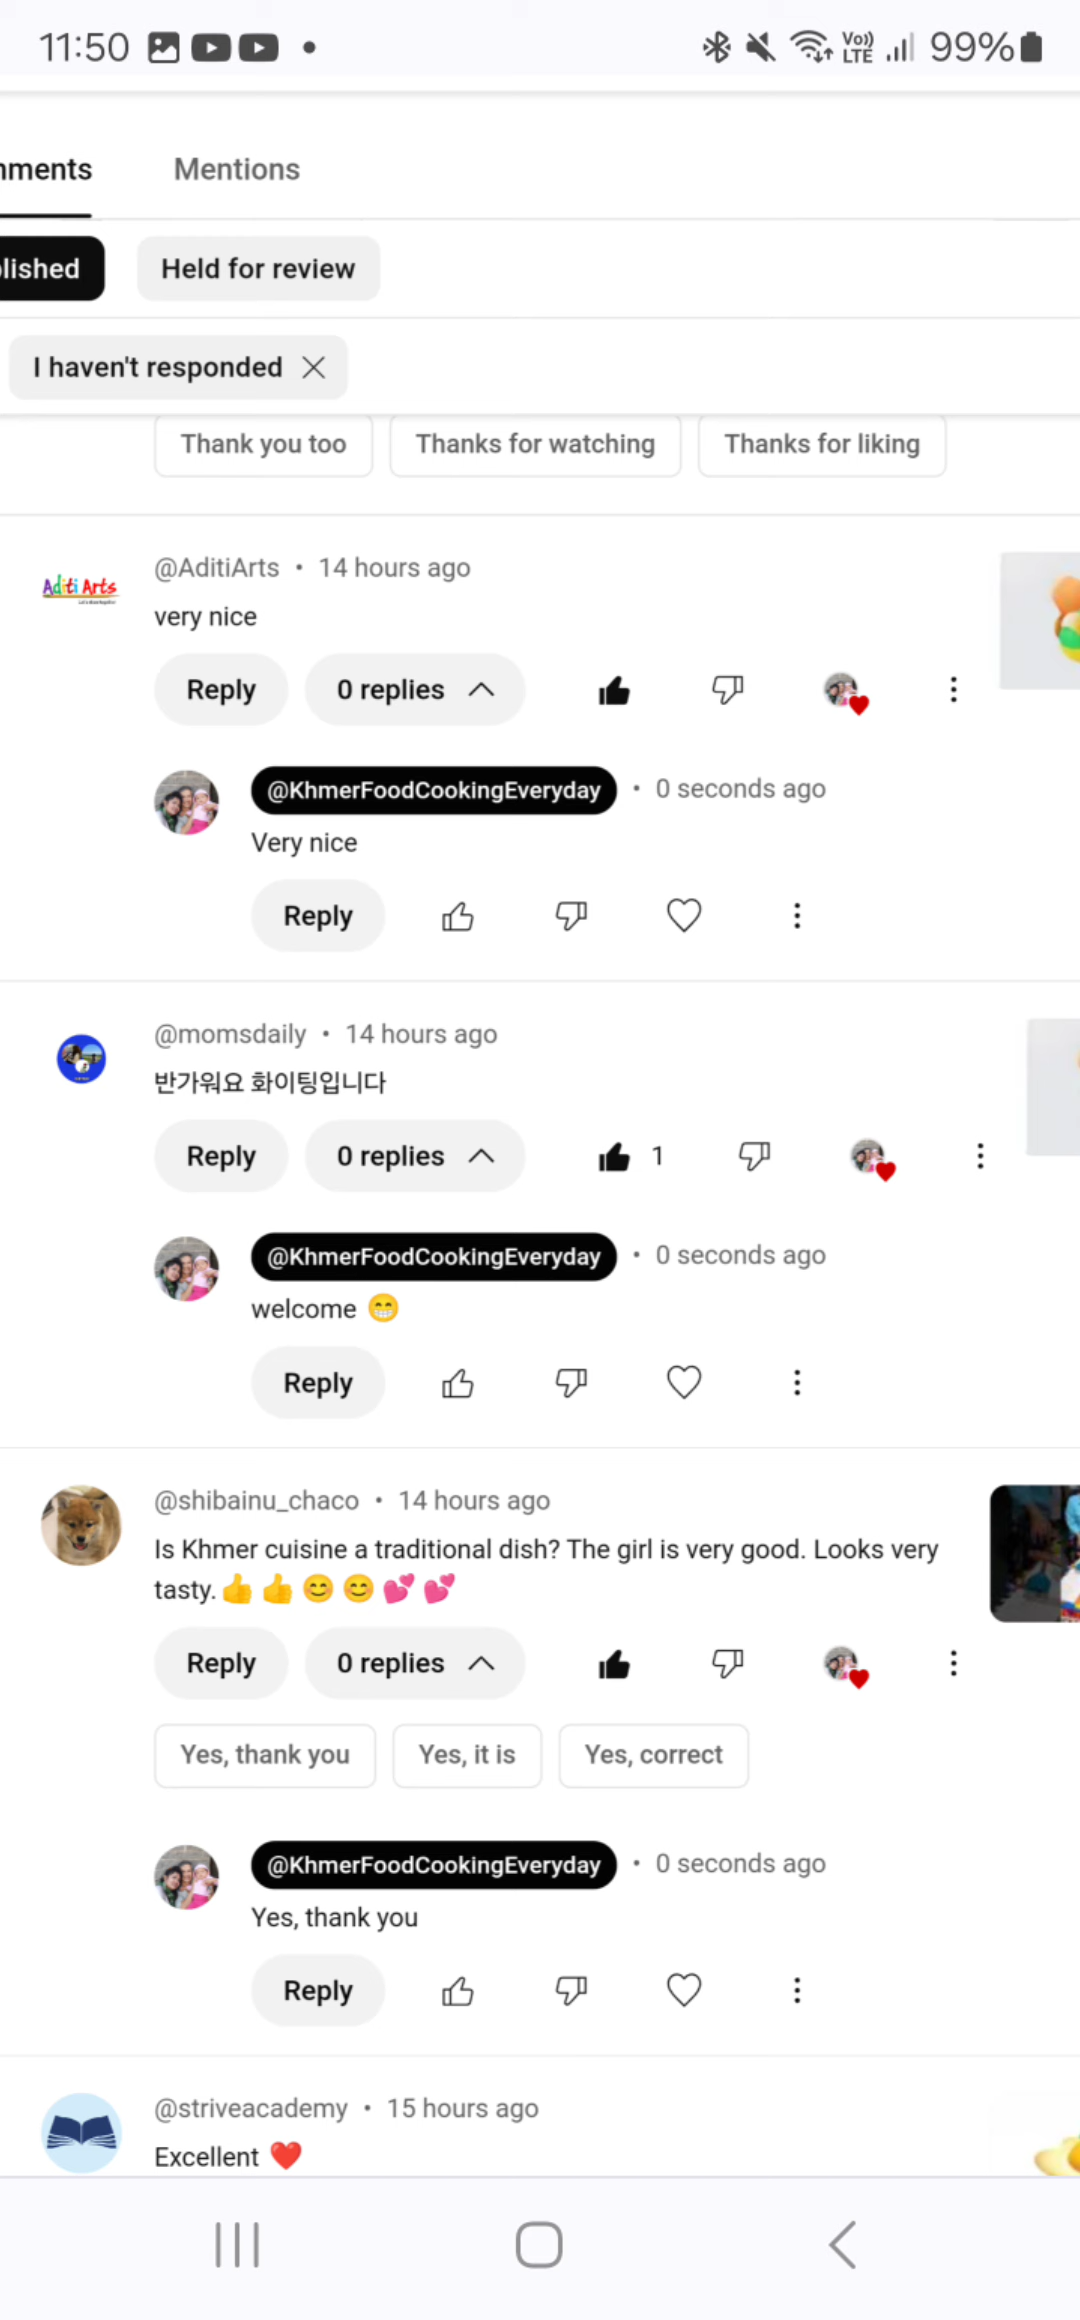 11:50 Vo)) LTE 99%
mments Mentions
lished Held for review
I haven't responded
Thank you too Thanks for watching Thanks for liking
@AditiArts • 14 hours ago
Aditi Arts
very nice
Reply 0 replies
@KhmerFoodCookingEveryday • 0 seconds ago
Very nice
Reply
@momsdaily • 14 hours ago
반가워요 화이팅입니다
Reply 0 replies 1
@KhmerFoodCookingEveryday • 0 seconds ago
welcome 😁
Reply
@shibainu_chaco • 14 hours ago
Is Khmer cuisine a traditional dish? The girl is very good. Looks very
tasty.👍👍😊😊💕💕
Reply 0 replies
Yes, thank you Yes, it is Yes, correct
@KhmerFoodCookingEveryday • 0 seconds ago
Yes, thank you
Reply
@striveacademy • 15 hours ago
Excellent ❤️